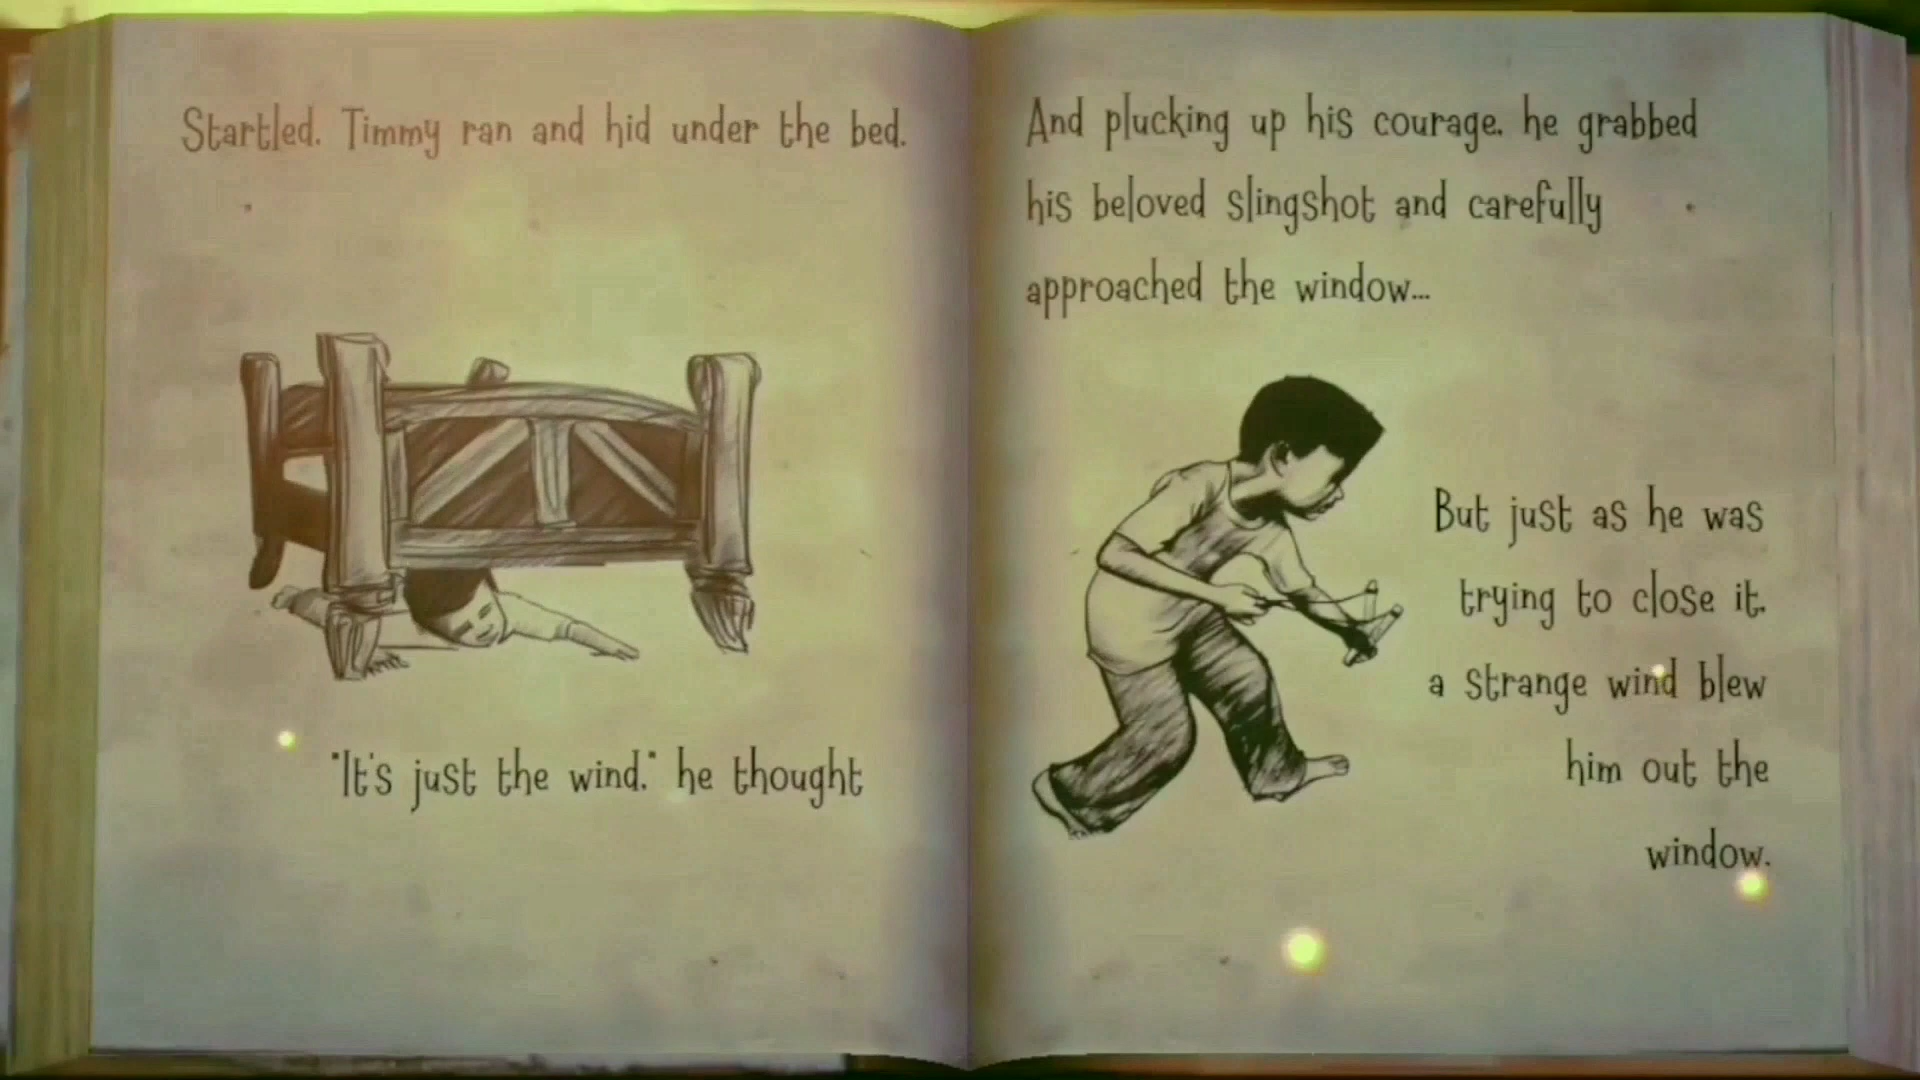 Startled. Timmy ran and hid under the bed.
"It's just the wind." he thought
And plucking up his courage. he grabbed
his beloved slingshot and carefully
approached the window...
But just as he was
trying to close it.
a strange wind blew
him out the
window.